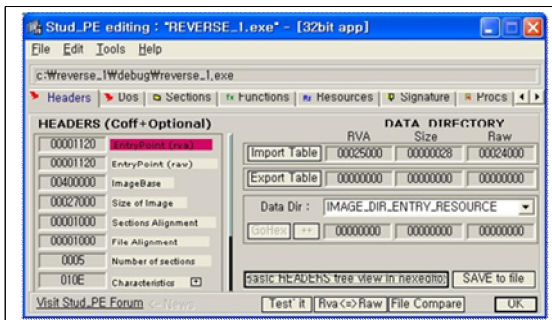 Stud_PE editing : "REVERSE_1.exe" - [32bit app]
File Edit Tools Help
c:₩reverse_1₩debug₩reverse_1.exe
Headers Dos Sections fx Functions Resources Signature Procs
HEADERS (Coff+Optional)
00001120 EntryPoint (rva)
00001120 EntryPoint (raw)
00400000 ImageBase
00027000 Size of Image
00001000 Sections Alignment
00001000 File Alignment
0005 Number of sections
010E Characteristics +
DATA DIRECTORY
RVA Size Raw
Import Table 00025000 00000028 00024000
Export Table 00000000 00000000 00000000
Data Dir : IMAGE_DIR_ENTRY_RESOURCE
GoHex ++ 00000000 00000000 00000000
HEADERS tree view in SAVE to file
Visit Stud_PE Forum <- News Test' it Rva<=>Raw File Compare OK